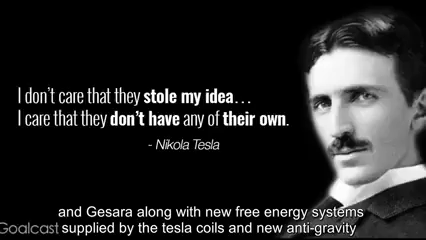 I don't care that they stole my idea...
I care that they don't have any of their own.
- Nikola Tesla
and Gesara along with new free energy systems
Goalcast supplied by the tesla coils and new anti-gravity